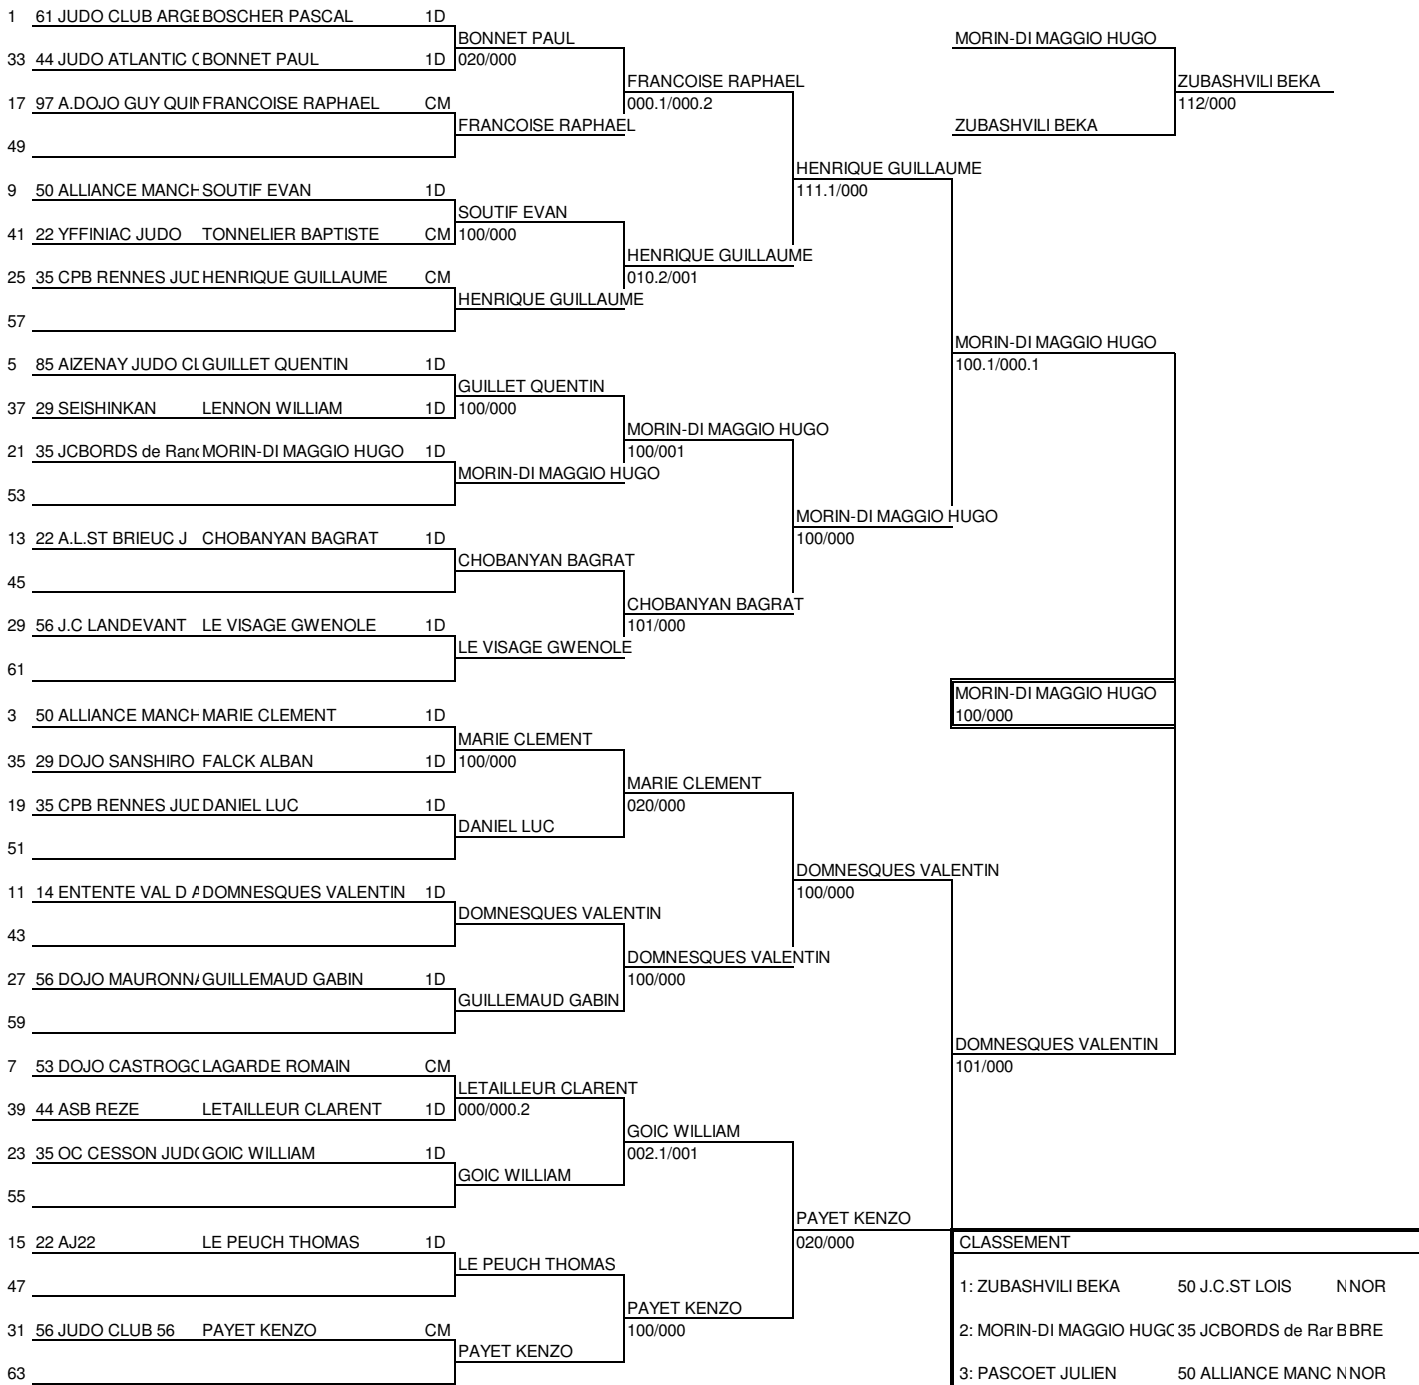 1 61 JUDO CLUB ARGE BOSCHER PASCAL 1D
BONNET PAUL MORIN-DI MAGGIO HUGO
33 44 JUDO ATLANTIC C BONNET PAUL 1D 020/000
FRANCOISE RAPHAEL ZUBASHVILI BEKA
17 97 A.DOJO GUY QUIN FRANCOISE RAPHAEL CM 000.1/000.2 112/000
FRANCOISE RAPHAEL ZUBASHVILI BEKA
49
HENRIQUE GUILLAUME
9 50 ALLIANCE MANCH SOUTIF EVAN 1D 111.1/000
SOUTIF EVAN
41 22 YFFINIAC JUDO TONNELIER BAPTISTE CM 100/000
HENRIQUE GUILLAUME
25 35 CPB RENNES JUD HENRIQUE GUILLAUME CM 010.2/001
HENRIQUE GUILLAUME
57
MORIN-DI MAGGIO HUGO
5 85 AIZENAY JUDO CL GUILLET QUENTIN 1D 100.1/000.1
GUILLET QUENTIN
37 29 SEISHINKAN LENNON WILLIAM 1D 100/000
MORIN-DI MAGGIO HUGO
21 35 JCBORDS de Ranc MORIN-DI MAGGIO HUGO 1D 100/001
MORIN-DI MAGGIO HUGO
53
MORIN-DI MAGGIO HUGO
13 22 A.L.ST BRIEUC J CHOBANYAN BAGRAT 1D 100/000
CHOBANYAN BAGRAT
45
CHOBANYAN BAGRAT
29 56 J.C LANDEVANT LE VISAGE GWENOLE 1D 101/000
LE VISAGE GWENOLE
61
MORIN-DI MAGGIO HUGO
3 50 ALLIANCE MANCH MARIE CLEMENT 1D 100/000
MARIE CLEMENT
35 29 DOJO SANSHIRO FALCK ALBAN 1D 100/000
MARIE CLEMENT
19 35 CPB RENNES JUD DANIEL LUC 1D 020/000
DANIEL LUC
51
DOMNESQUES VALENTIN
11 14 ENTENTE VAL D A DOMNESQUES VALENTIN 1D 100/000
DOMNESQUES VALENTIN
43
DOMNESQUES VALENTIN
27 56 DOJO MAURONNA GUILLEMAUD GABIN 1D 100/000
GUILLEMAUD GABIN
59
DOMNESQUES VALENTIN
7 53 DOJO CASTROGO LAGARDE ROMAIN CM 101/000
LETAILLEUR CLARENT
39 44 ASB REZE LETAILLEUR CLARENT 1D 000/000.2
GOIC WILLIAM
23 35 OC CESSON JUDO GOIC WILLIAM 1D 002.1/001
GOIC WILLIAM
55
PAYET KENZO
15 22 AJ22 LE PEUCH THOMAS 1D 020/000 CLASSEMENT
LE PEUCH THOMAS
47 1: ZUBASHVILI BEKA 50 J.C.ST LOIS N NOR
PAYET KENZO
31 56 JUDO CLUB 56 PAYET KENZO CM 100/000 2: MORIN-DI MAGGIO HUGO 35 JCBORDS de Ran B BRE
PAYET KENZO
63 3: PASCOET JULIEN 50 ALLIANCE MANC N NOR